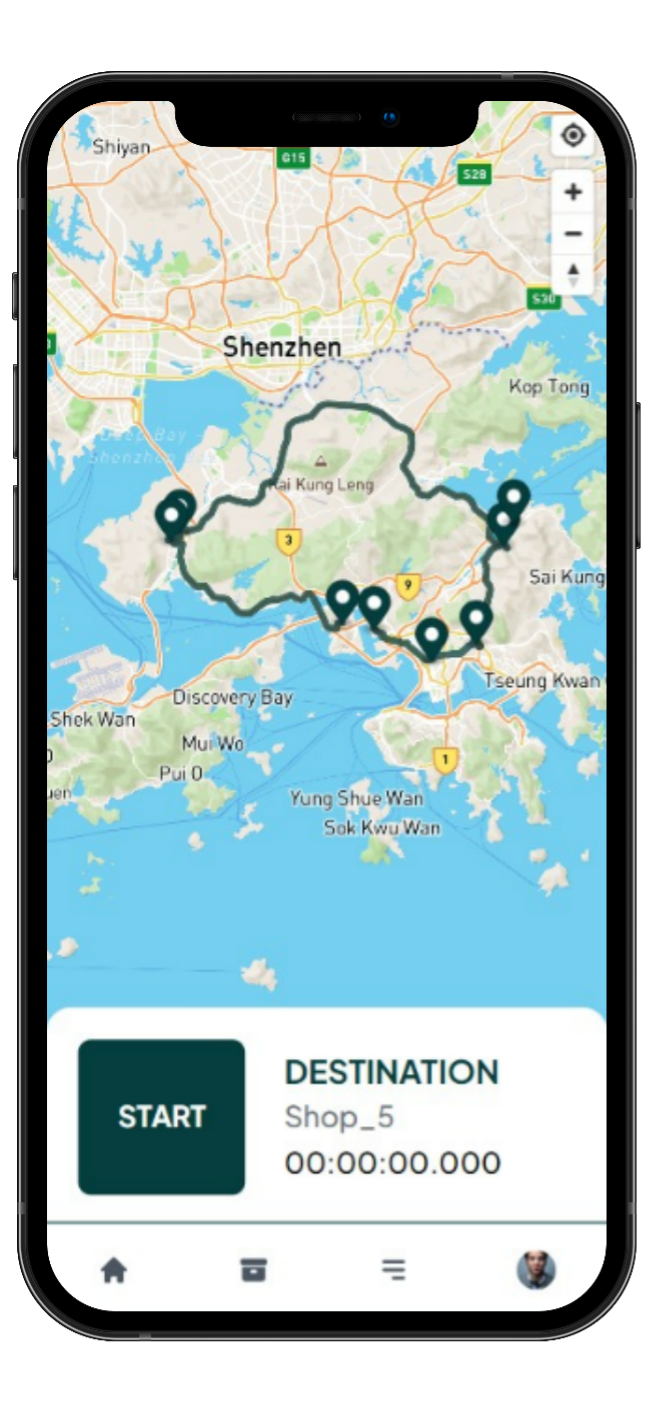 Shiyan
G15
S28
S30
Shenzhen
Kop Tong
Deep Bay
Shenzhen
Kai Kung Leng
3
9
Sai Kung
Tseung Kwan
Discovery Bay
Shek Wan
Mui Wo
1
Pui O
Yung Shue Wan
Sok Kwu Wan
START
DESTINATION
Shop_5
00:00:00.000